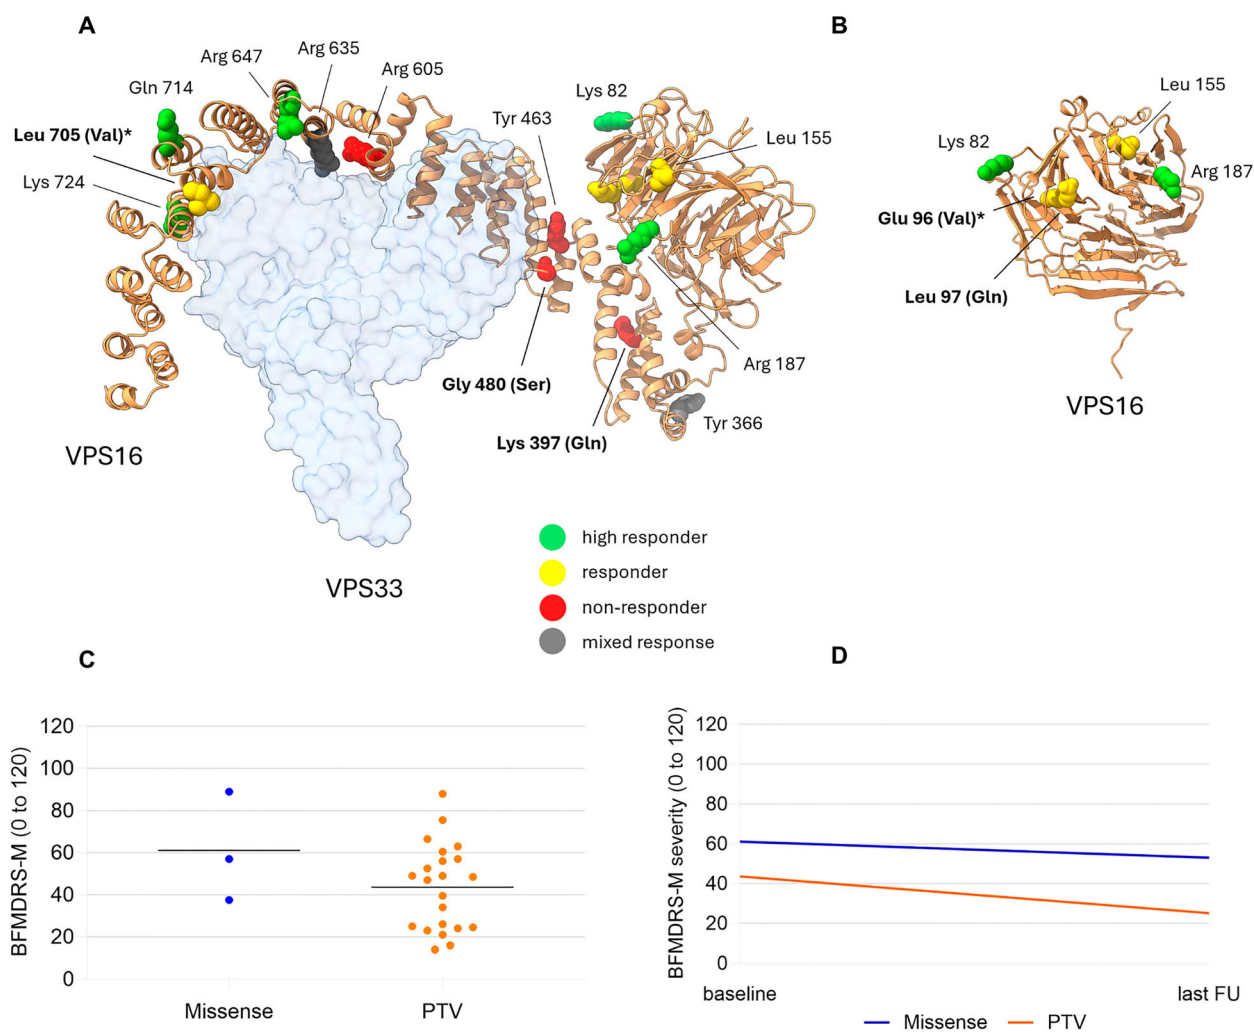 A
B
Arg 635
Arg 647
Arg 605
Gln 714
Lys 82
Leu 155
Tyr 463
Leu 705 (Val)*
Lys 724
Leu 155
Lys 82
Arg 187
Glu 96 (Val)*
Leu 97 (Gln)
Arg 187
Gly 480 (Ser)
Tyr 366
Lys 397 (Gln)
VPS16
VPS16
VPS33
high responder
responder
non-responder
mixed response
C
BFMDRS-M (0 to 120)
120
100
80
60
40
20
0
Missense
PTV
D
BFMDRS-M severity (0 to 120)
120
100
80
60
40
20
0
baseline
last FU
Missense
PTV